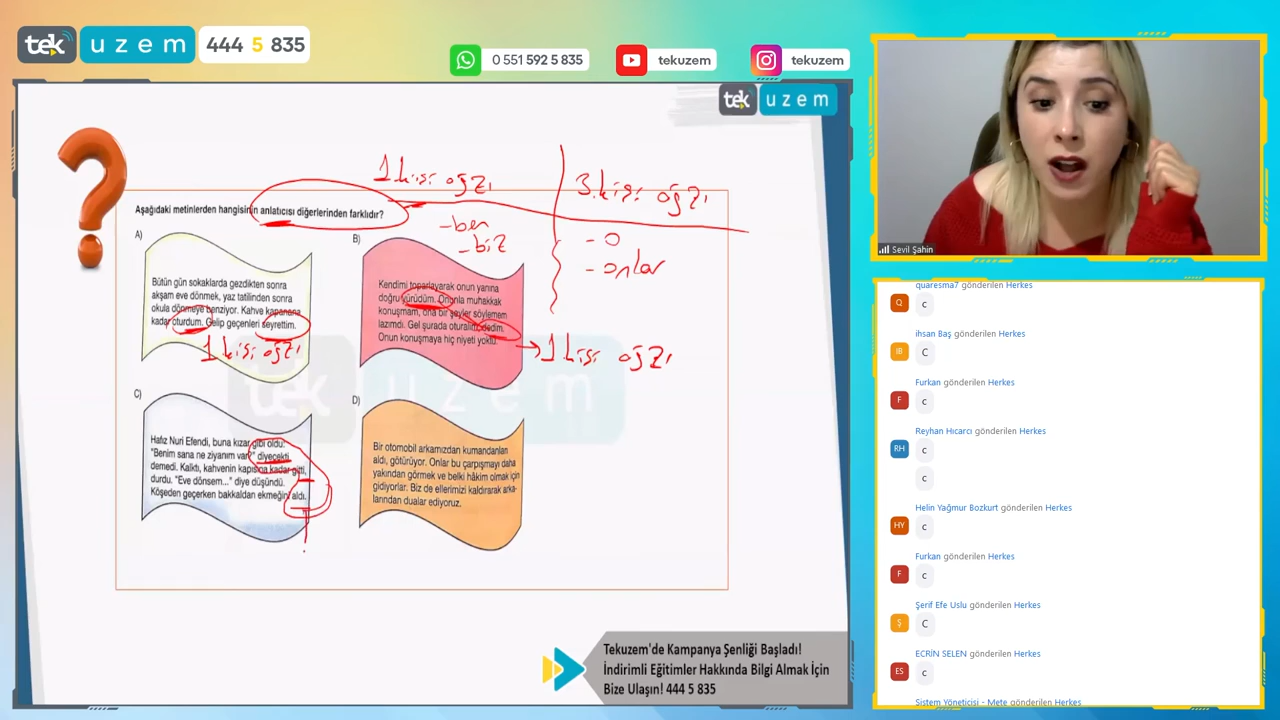 tek uzem 444 5 835
0 551 592 5 835
tekuzem
tekuzem
tek uzem
1 kişi ağzı
3. kişi ağzı
Aşağıdaki metinlerden hangisinin anlatıcısı diğerlerinden farklıdır?
-ben
-biz
- o
- onlar
A)
Bütün gün sokaklarda gezdikten sonra
akşam eve dönmek, yaz tatilinden sonra
okula dönmeye benziyor. Kahve kapanana
kadar oturdum. Gelip geçenleri seyrettim.
1 kişi ağzı
B)
Kendimi toparlayarak onun yanına
doğru yürüdüm. Onunla muhakkak
konuşmam, ona bir şeyler söylemem
lazımdı. Gel şurada oturalım, dedim.
Onun konuşmaya hiç niyeti yoktu.
1 kişi ağzı
C)
Hafız Nuri Efendi, buna kızar gibi oldu:
"Benim sana ne ziyanım var?" diyecekti
demedi. Kalktı, kahvenin kapısına kadar gitti,
durdu. "Eve dönsem..." diye düşündü.
Köşeden geçerken bakkaldan ekmeğini aldı.
D)
Bir otomobil arkamızdan kumandanları
aldı, götürüyor. Onlar bu çarpışmayı daha
yakından görmek ve belki hâkim olmak için
gidiyorlar. Biz de ellerimizi kaldırarak arka-
larından dualar ediyoruz.
tek uzem
Tekuzem'de Kampanya Şenliği Başladı!
İndirimli Eğitimler Hakkında Bilgi Almak İçin
Bize Ulaşın! 444 5 835
Sevil Şahin
quaresma7 gönderilen Herkes
Q
c
ihsan Baş gönderilen Herkes
İB
C
Furkan gönderilen Herkes
F
c
Reyhan Hıcarcı gönderilen Herkes
RH
c
c
Helin Yağmur Bozkurt gönderilen Herkes
HY
c
Furkan gönderilen Herkes
F
c
Şerif Efe Uslu gönderilen Herkes
Ş
C
ECRİN SELEN gönderilen Herkes
ES
c
Sistem Yöneticisi - Mete gönderilen Herkes